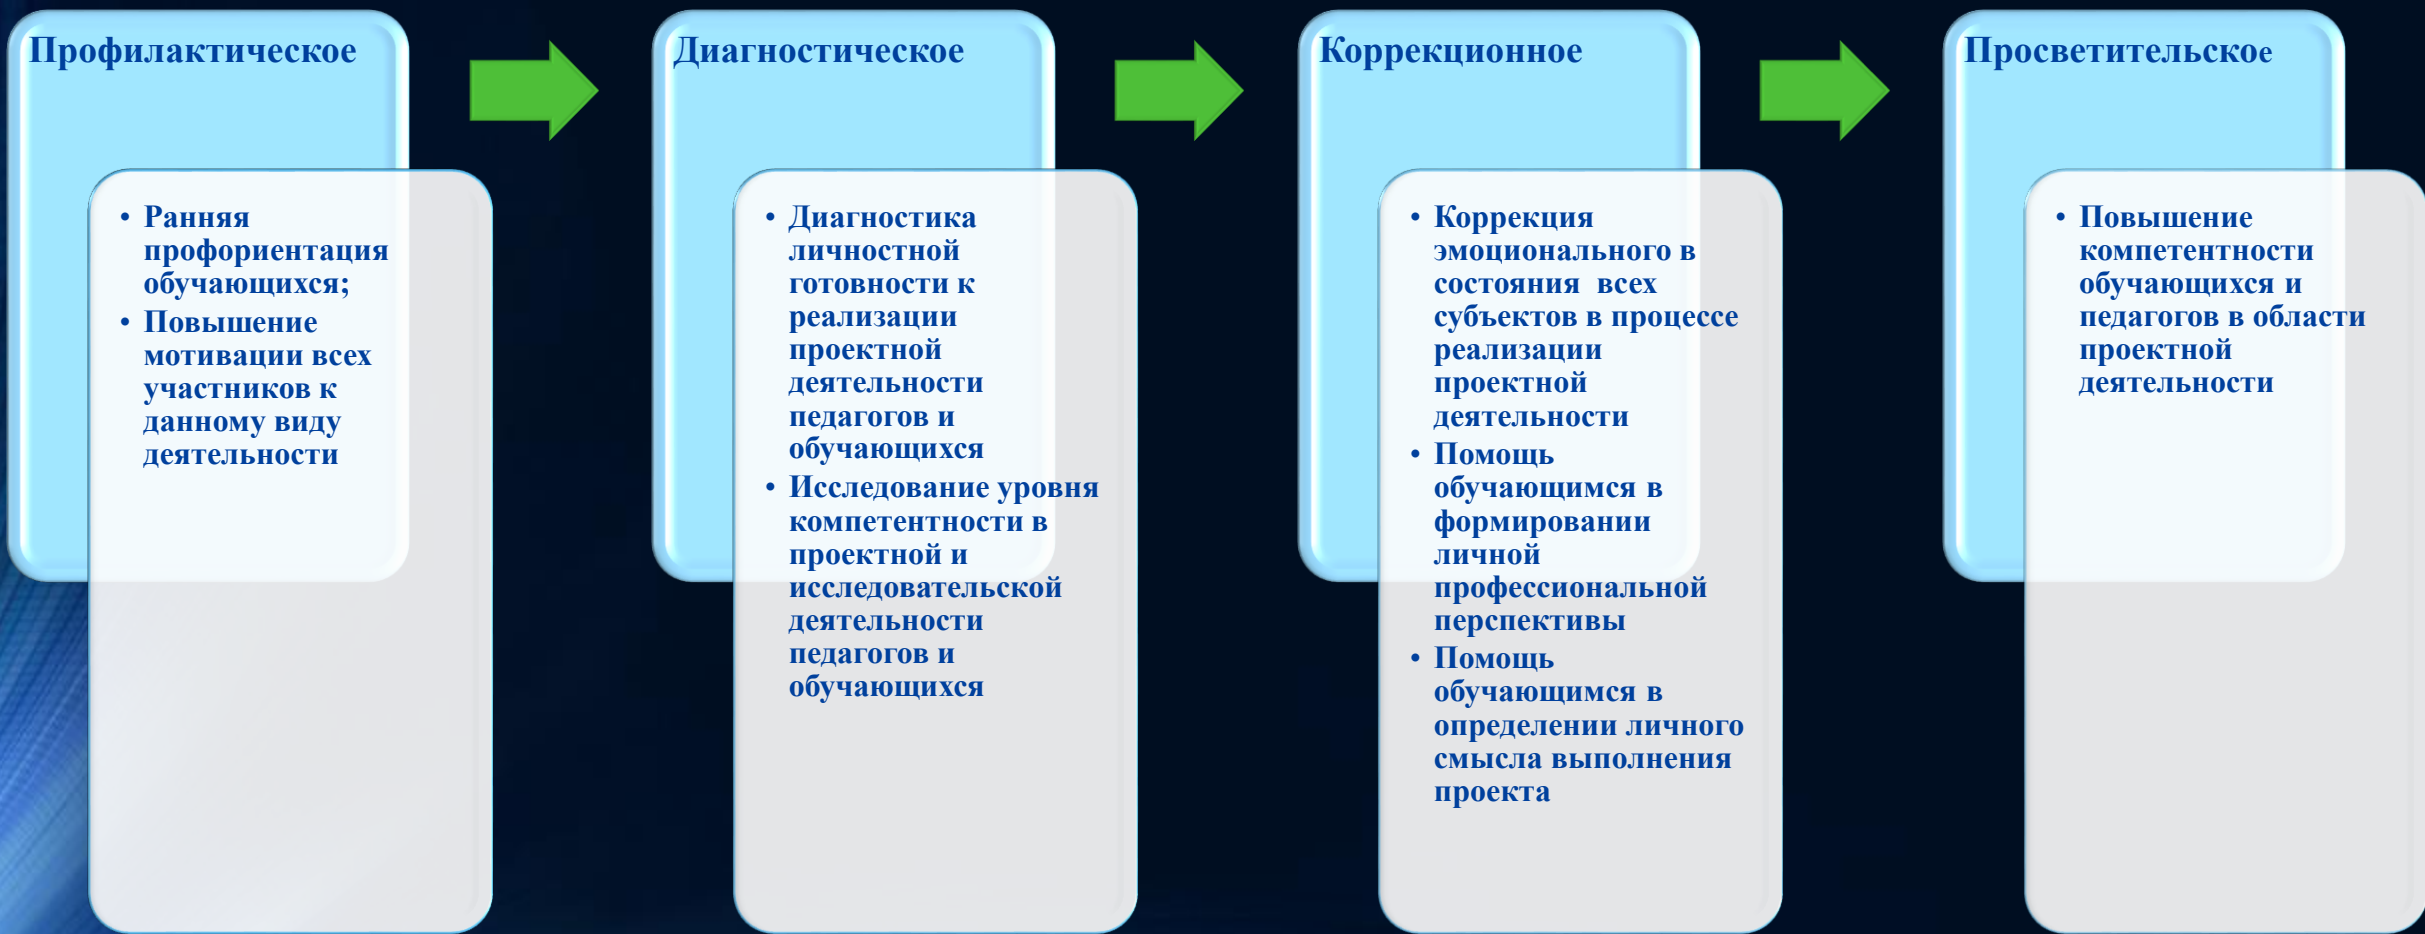 Профилактическое
• Ранняя
профориентация
обучающихся;
• Повышение
мотивации всех
участников к
данному виду
деятельности
Диагностическое
• Диагностика
личностной
готовности к
реализации
проектной
деятельности
педагогов и
обучающихся
• Исследование уровня
компетентности в
проектной и
исследовательской
деятельности
педагогов и
обучающихся
Коррекционное
• Коррекция
эмоционального в
состояния  всех
субъектов в процессе
реализации
проектной
деятельности
• Помощь
обучающимся в
формировании
личной
профессиональной
перспективы
• Помощь
обучающимся в
определении личного
смысла выполнения
проекта
Просветительское
• Повышение
компетентности
обучающихся и
педагогов в области
проектной
деятельности